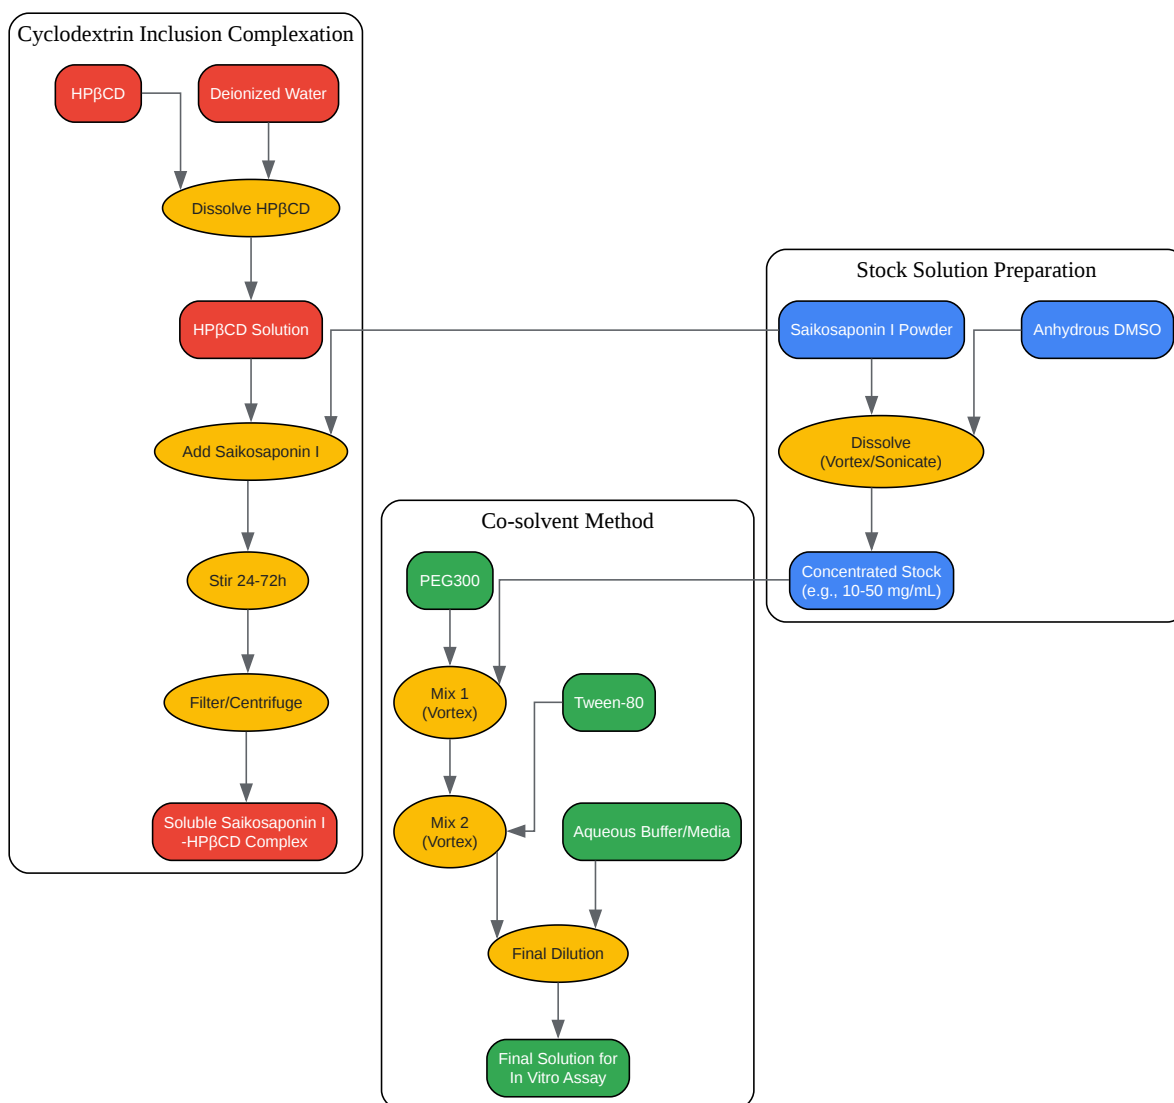 Cyclodextrin Inclusion Complexation
HPβCD
Deionized Water
Dissolve HPβCD
HPβCD Solution
Add Saikosaponin I
Stir 24-72h
Filter/Centrifuge
Soluble Saikosaponin I
-HPβCD Complex
Stock Solution Preparation
Saikosaponin I Powder
Anhydrous DMSO
Dissolve
(Vortex/Sonicate)
Concentrated Stock
(e.g., 10-50 mg/mL)
Co-solvent Method
PEG300
Mix 1
(Vortex)
Tween-80
Mix 2
(Vortex)
Aqueous Buffer/Media
Final Dilution
Final Solution for
In Vitro Assay